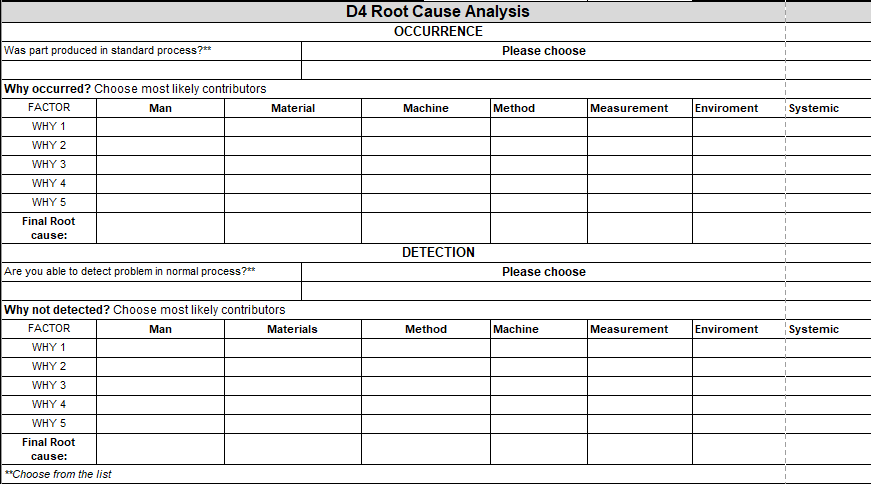 D4 Root Cause Analysis
OCCURRENCE
Was part produced in standard process?** Please choose
Why occurred? Choose most likely contributors
FACTOR Man Material Machine Method Measurement Enviroment Systemic
WHY 1
WHY 2
WHY 3
WHY 4
WHY 5
Final Root
cause:
DETECTION
Are you able to detect problem in normal process?** Please choose
Why not detected? Choose most likely contributors
FACTOR Man Materials Method Machine Measurement Enviroment Systemic
WHY 1
WHY 2
WHY 3
WHY 4
WHY 5
Final Root
cause:
**Choose from the list